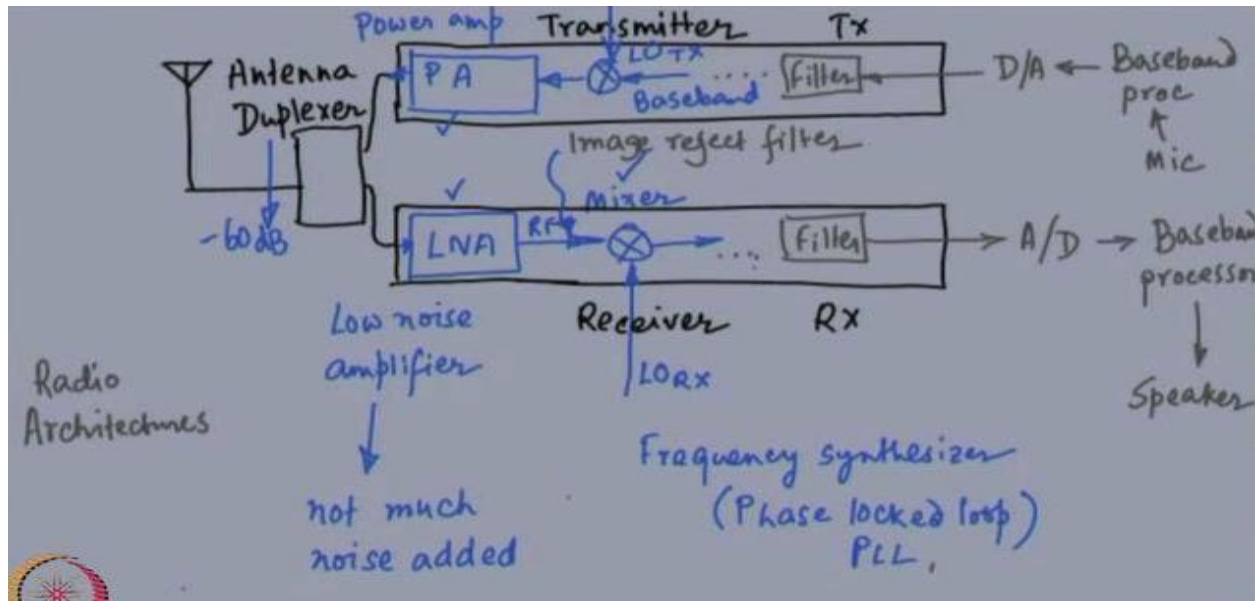 Power amp
Transmitter Tx
LO TX
Antenna
Duplexer
PA
Baseband
Filter
D/A ← Baseband
proc
↑
Mic
Image reject filter
Mixer
-60 dB
LNA
RF
....
Filter
→ A/D → Baseband
processor
Speaker
Low noise
amplifier
Receiver Rx
LO RX
Radio
Architectures
not much
noise added
Frequency synthesizer
(Phase locked loop)
PLL,